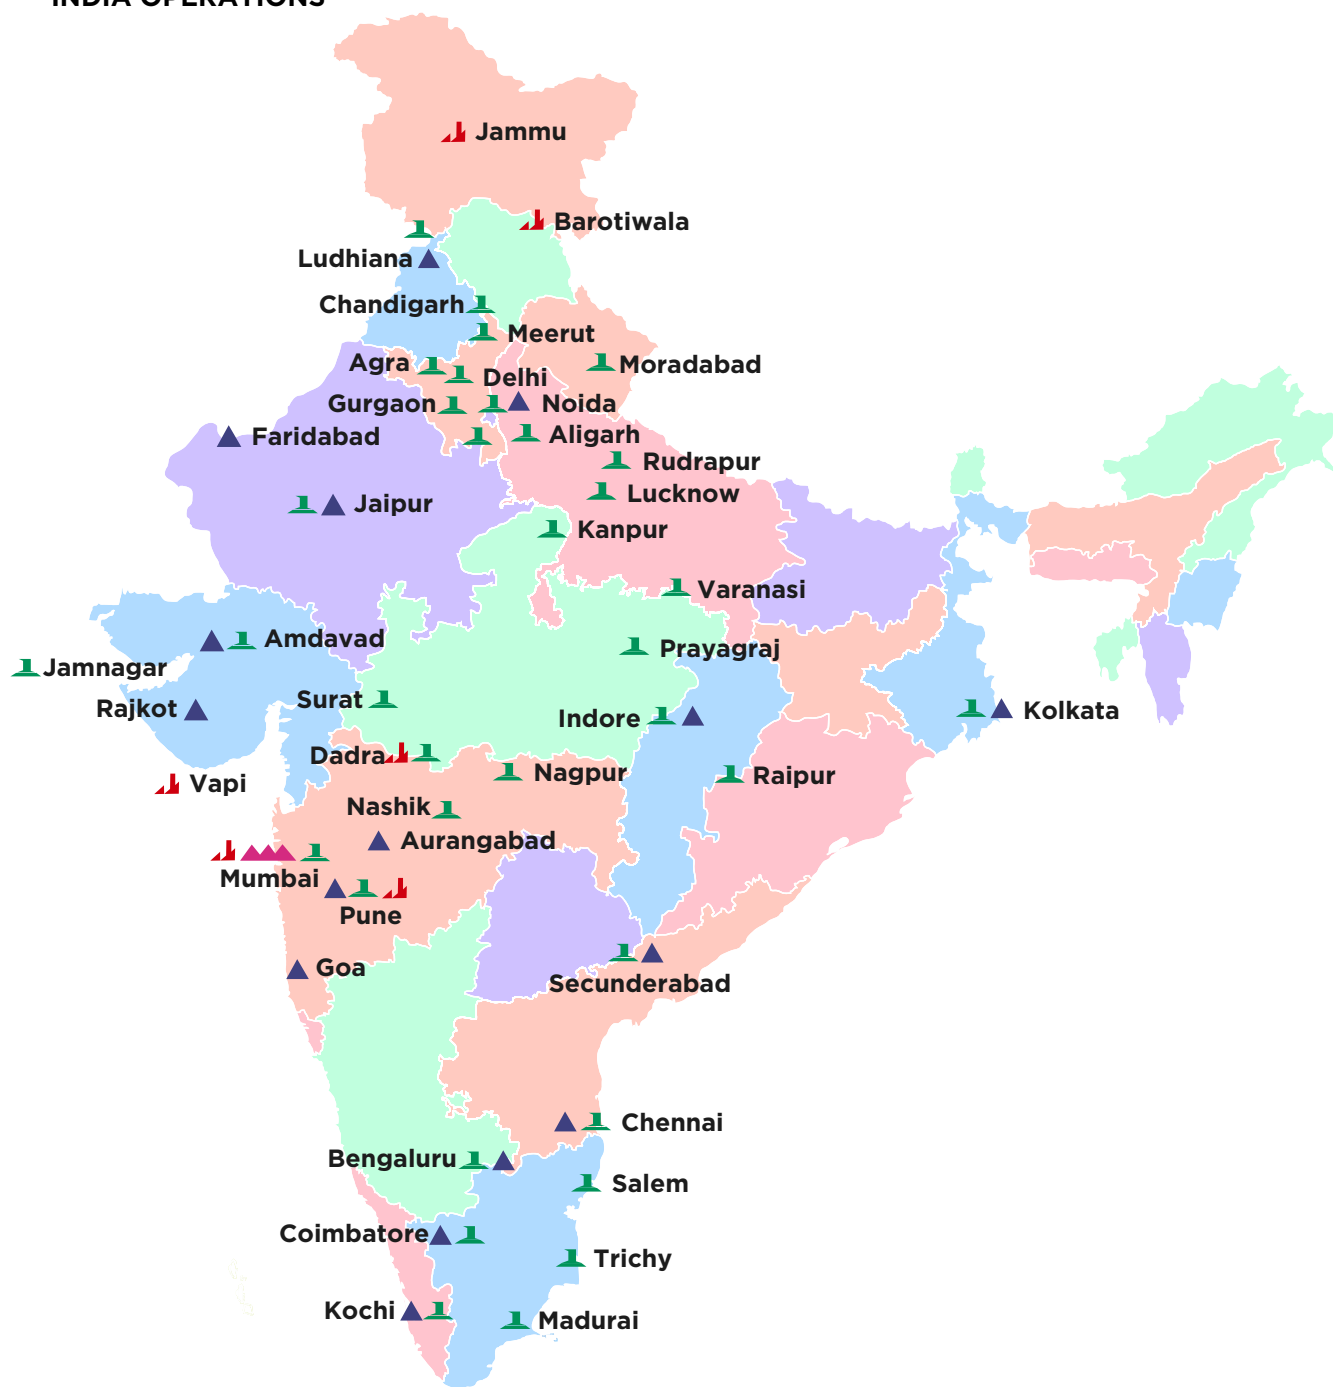 INDIA OPERATIONS
Jammu
Barotiwala
Ludhiana
Chandigarh
Meerut
Agra
Moradabad
Delhi
Gurgaon
Noida
Faridabad
Aligarh
Rudrapur
Lucknow
Jaipur
Kanpur
Varanasi
Amdavad
Prayagraj
Jamnagar
Surat
Rajkot
Indore
Kolkata
Dadra
Nagpur
Raipur
Vapi
Nashik
Aurangabad
Mumbai
Pune
Goa
Secunderabad
Chennai
Bengaluru
Salem
Coimbatore
Trichy
Kochi
Madurai